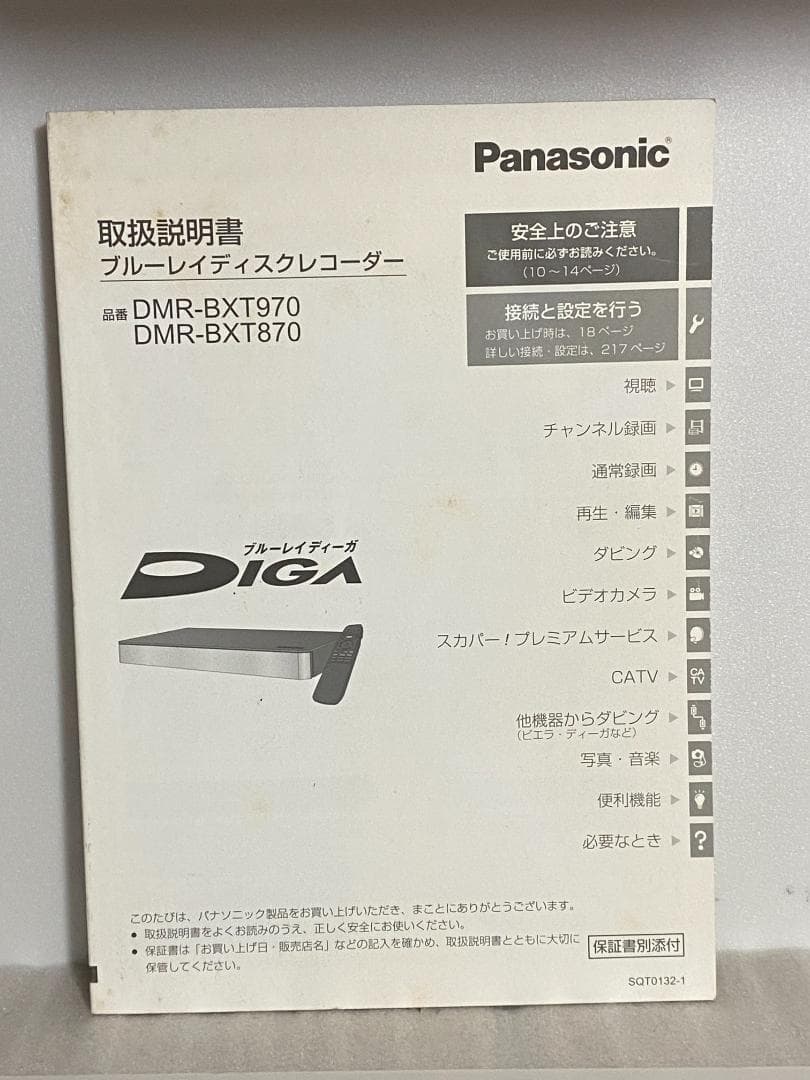 Panasonic®
取扱説明書
ブルーレイディスクレコーダー
品番 DMR-BXT970
DMR-BXT870
安全上のご注意
ご使用前に必ずお読みください。
(10〜14ページ)
接続と設定を行う
お買い上げ時は、18ページ
詳しい接続・設定は、217ページ
視聴 ▶
チャンネル録画 ▶
通常録画 ▶
再生・編集 ▶
ダビング ▶
ビデオカメラ ▶
スカパー!プレミアムサービス ▶
CATV ▶
CA
TV
他機器からダビング ▶
(ビエラ・ディーガなど)
写真・音楽 ▶
便利機能 ▶
必要なとき ▶
?
ブルーレイディーガ
DIGA
このたびは、パナソニック製品をお買い上げいただき、まことにありがとうございます。
● 取扱説明書をよくお読みのうえ、正しく安全にお使いください。
● 保証書は「お買い上げ日・販売店名」などの記入を確かめ、取扱説明書とともに大切に
保管してください。
保証書別添付
SQT0132-1